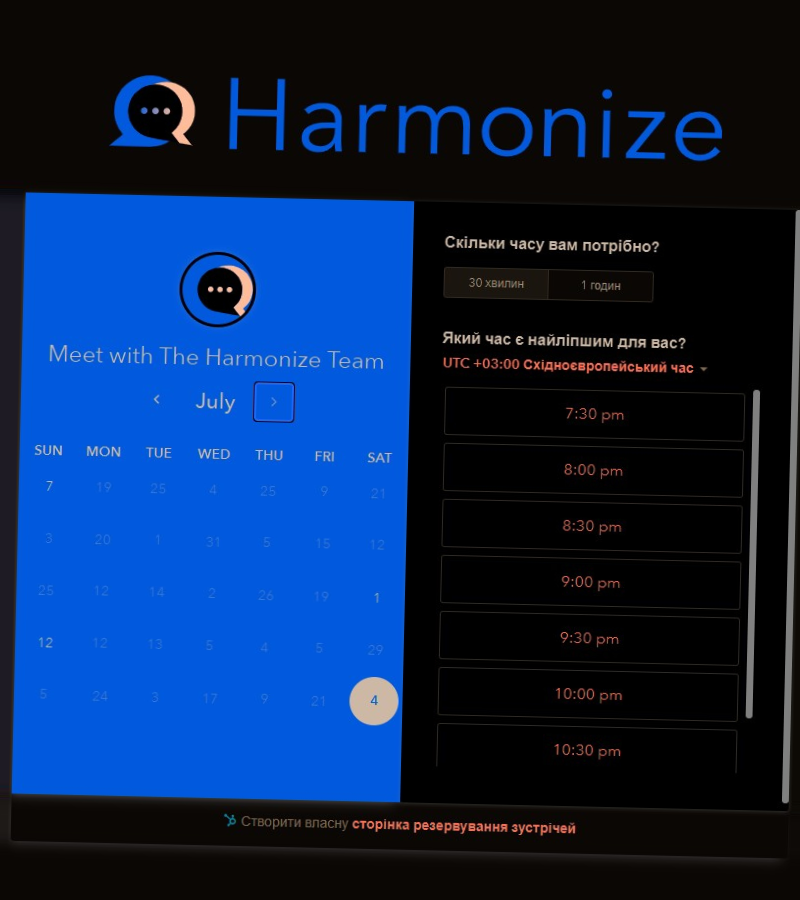 Harmonize
Meet with The Harmonize Team
July
SUN MON TUE WED THU FRI SAT
7 19 25 4 25 9 21
3 20 1 31 5 15 12
25 12 14 2 26 19 1
12 12 13 5 4 5 29
5 24 3 17 9 21 4
Скільки часу вам потрібно?
30 хвилин 1 годин
Який час є найліпшим для вас?
UTC +03:00 Східноєвропейський час
7:30 pm
8:00 pm
8:30 pm
9:00 pm
9:30 pm
10:00 pm
10:30 pm
Створити власну сторінка резервування зустрічей